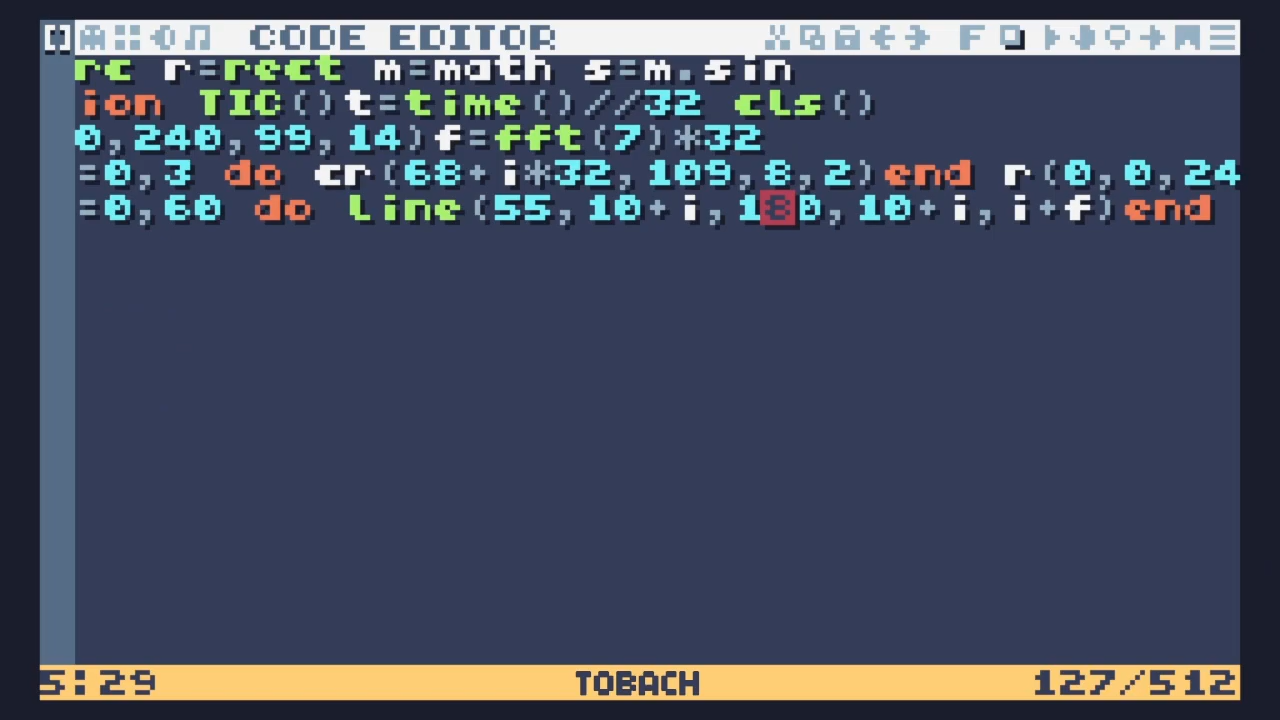 CODE EDITOR F
rc r=rect m=math s=m.sin
ion TIC()t=time()//32 cls()
0,240,99,14)f=fft(7)*32
=0,3 do cr(68+i*32,109,8,2)end r(0,0,24
=0,60 do line(55,10+i,180,10+i,i+f)end
5:29 TOBACH 127/512